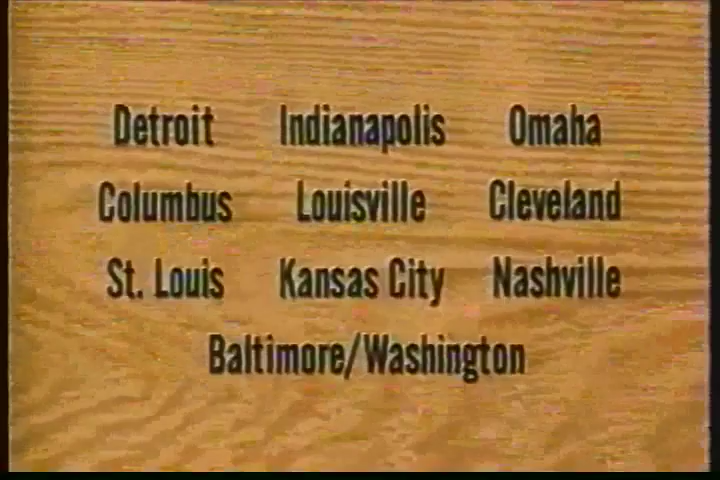 Detroit Indianapolis Omaha
Columbus Louisville Cleveland
St. Louis Kansas City Nashville
Baltimore/Washington